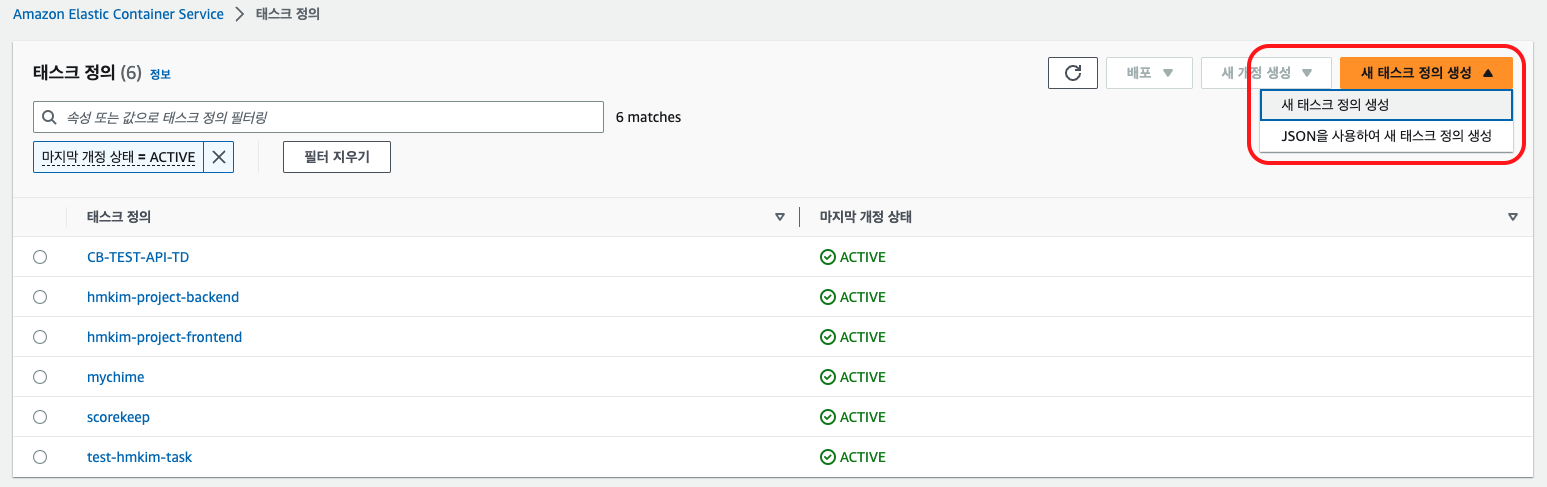 Amazon Elastic Container Service > 태스크 정의
태스크 정의 (6) 정보
배포
새 개정 생성
새 태스크 정의 생성
속성 또는 값으로 태스크 정의 필터링
6 matches
새 태스크 정의 생성
JSON을 사용하여 새 태스크 정의 생성
마지막 개정 상태 = ACTIVE
필터 지우기
태스크 정의 마지막 개정 상태
CB-TEST-API-TD ACTIVE
hmkim-project-backend ACTIVE
hmkim-project-frontend ACTIVE
mychime ACTIVE
scorekeep ACTIVE
test-hmkim-task ACTIVE